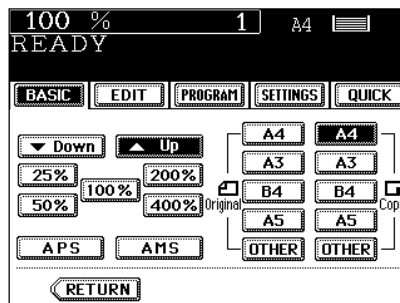 100 % 1 A4
READY
BASIC EDIT PROGRAM SETTINGS QUICK
Down Up
25% 200%
100%
50% 400%
APS AMS
RETURN
Original
A4 A4
A3 A3
B4 B4
A5 A5
OTHER OTHER
Cop